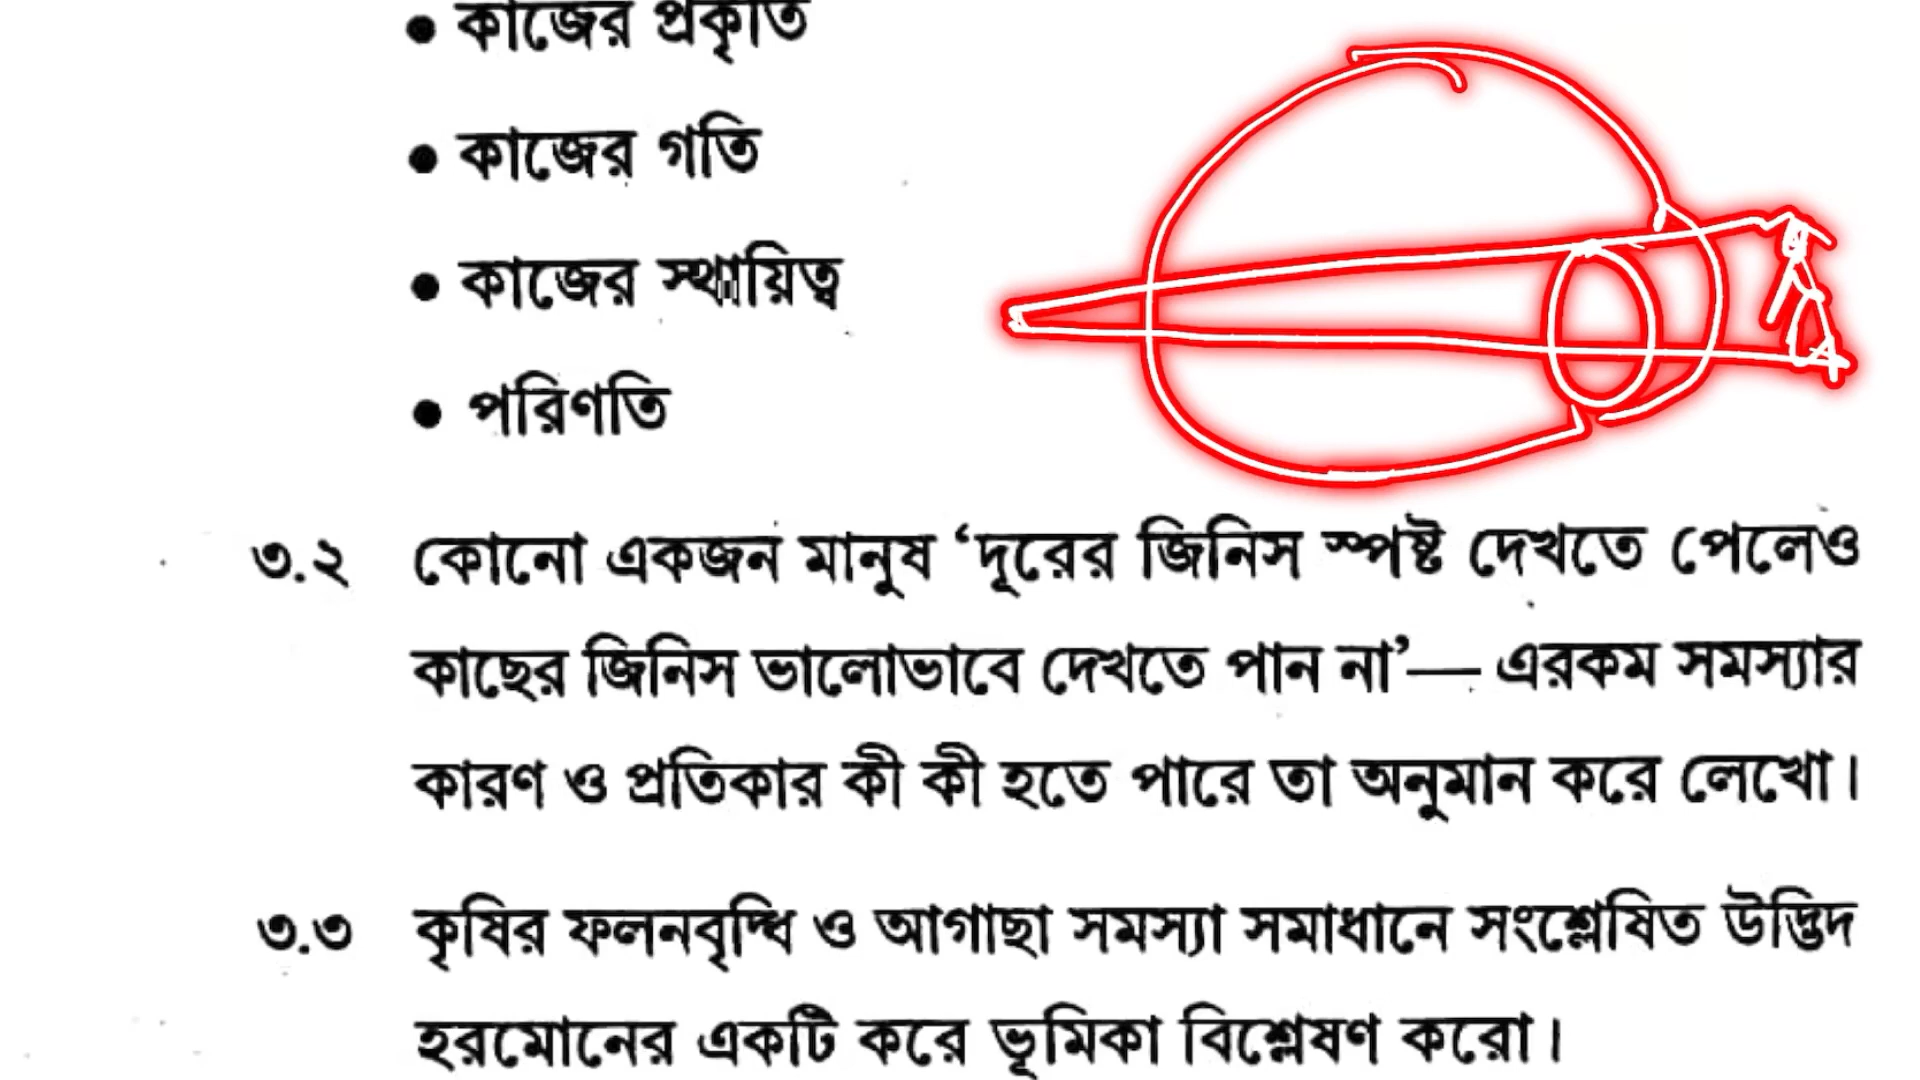 • কাজের প্রকৃতি
• কাজের গতি
• কাজের স্থায়িত্ব
• পরিণতি
৩.২ কোনো একজন মানুষ ‘দূরের জিনিস স্পষ্ট দেখতে পেলেও
কাছের জিনিস ভালোভাবে দেখতে পান না’— এরকম সমস্যার
কারণ ও প্রতিকার কী কী হতে পারে তা অনুমান করে লেখো।
৩.৩ কৃষির ফলনবৃদ্ধি ও আগাছা সমস্যা সমাধানে সংশ্লেষিত উদ্ভিদ
হরমোনের একটি করে ভূমিকা বিশ্লেষণ করো।